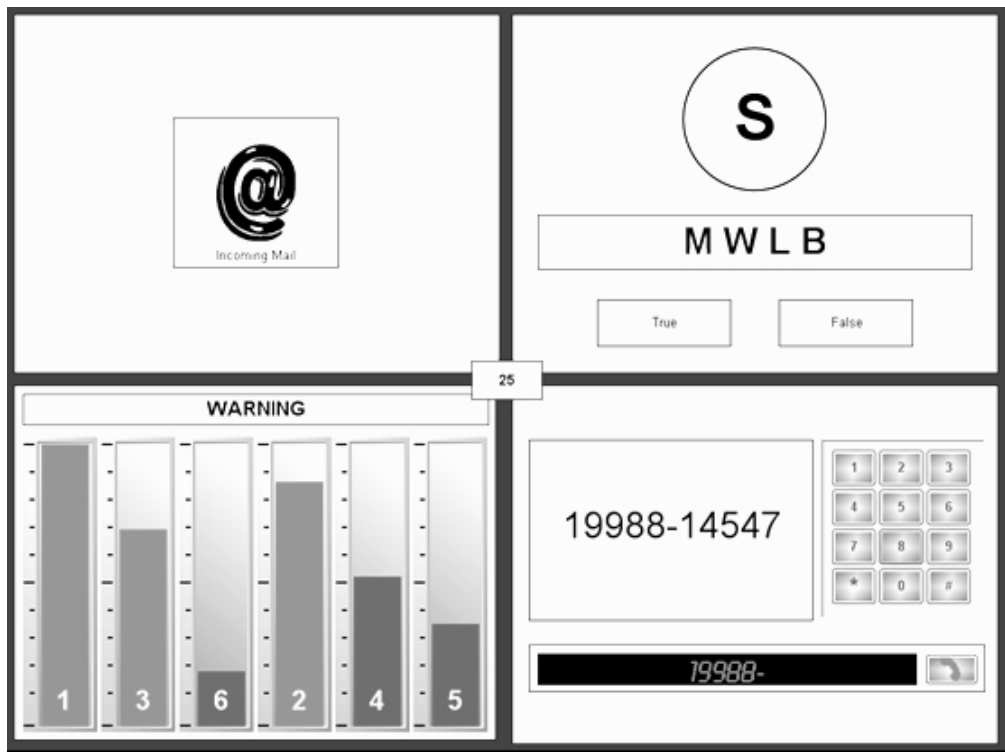 @
Incoming Mail
S
M W L B
True False
25
WARNING
1 3 6 2 4 5
19988-14547
1 2 3
4 5 6
7 8 9
* 0 #
19988-